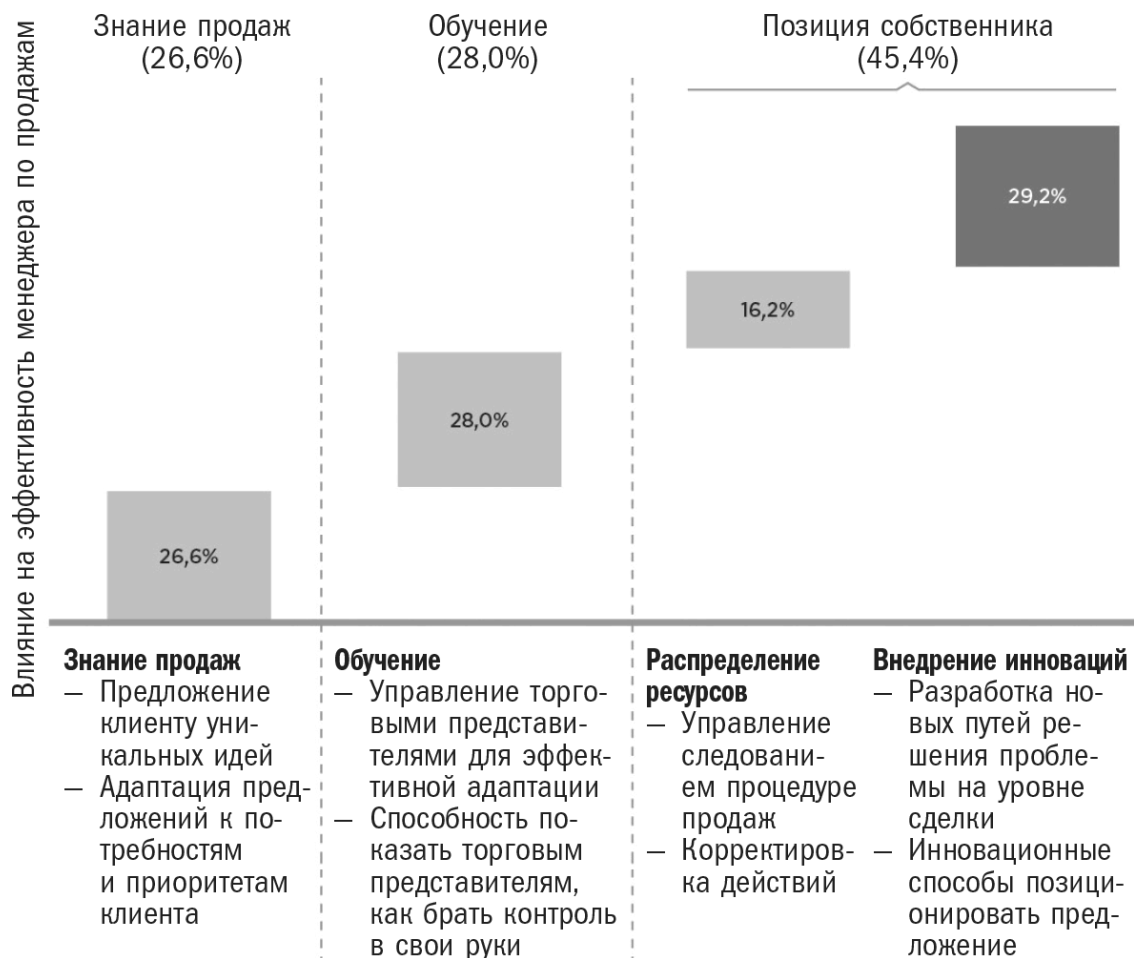 Знание продаж
(26,6%)
Обучение
(28,0%)
Позиция собственника
(45,4%)
Влияние на эффективность менеджера по продажам
29,2%
16,2%
28,0%
26,6%
Знание продаж
— Предложение
клиенту уни-
кальных идей
— Адаптация пред-
ложений к по-
требностям
и приоритетам
клиента
Обучение
— Управление торго-
выми представи-
телями для эффек-
тивной адаптации
— Способность по-
казать торговым
представителям,
как брать контроль
в свои руки
Распределение
ресурсов
— Управление
следовани-
ем процедуре
продаж
— Корректиров-
ка действий
Внедрение инноваций
— Разработка но-
вых путей ре-
шения пробле-
мы на уровне
сделки
— Инновационные
способы позици-
онировать пред-
ложение